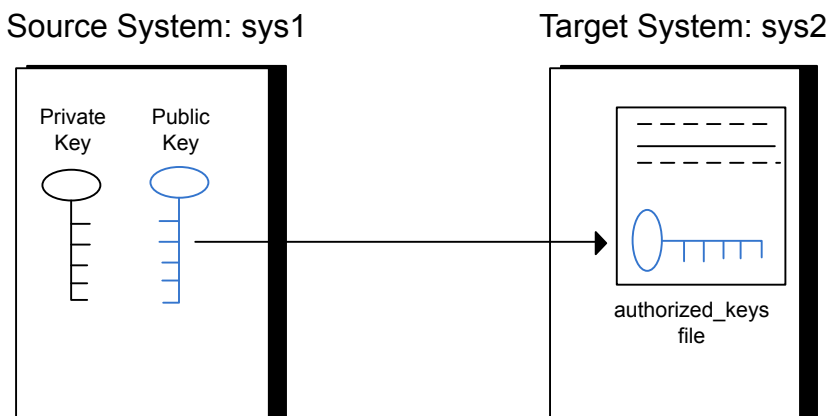 Source System: sys1
Target System: sys2
Private
Key
Public
Key
authorized_keys
file